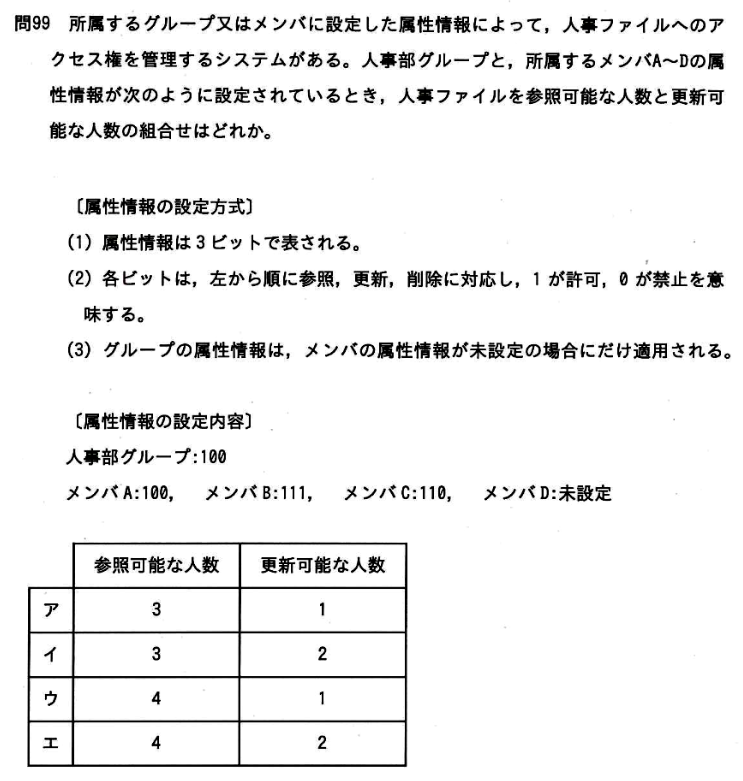 問99 所属するグループ又はメンバに設定した属性情報によって，人事ファイルへのア
クセス権を管理するシステムがある。人事部グループと，所属するメンバA～Dの属
性情報が次のように設定されているとき，人事ファイルを参照可能な人数と更新可
能な人数の組合せはどれか。
〔属性情報の設定方式〕
(1) 属性情報は3ビットで表される。
(2) 各ビットは，左から順に参照，更新，削除に対応し，1が許可，0が禁止を意
味する。
(3) グループの属性情報は，メンバの属性情報が未設定の場合にだけ適用される。
〔属性情報の設定内容〕
人事部グループ:100
メンバA:100， メンバB:111， メンバC:110， メンバD:未設定
参照可能な人数 更新可能な人数
ア 3 1
イ 3 2
ウ 4 1
エ 4 2